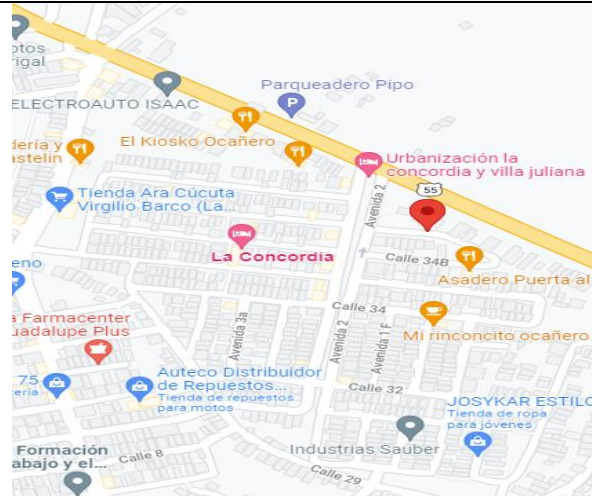 otos
rigal
Parqueadero Pipo
P
ELECTROAUTO ISAAC
El Kiosko Ocañero
dería y
astelin
Urbanización la
concordia y villa juliana
Tienda Ara Cúcuta
Virgilio Barco (La...
Avenida 2
55
La Concordia
Calle 34B
eno
Asadero Puerta al
Calle 34
a Farmacenter
uadalupe Plus
Avenida 3a
Avenida 2
Avenida 1 F
Mi rinconcito ocañero
75
tería
Auteco Distribuidor
de Repuestos...
Tienda de repuestos
para motos
Calle 32
JOSYKAR ESTILO
Tienda de ropa
para jóvenes
Industrias Sauber
Formación
abajo y el...
Calle 8
Calle 29